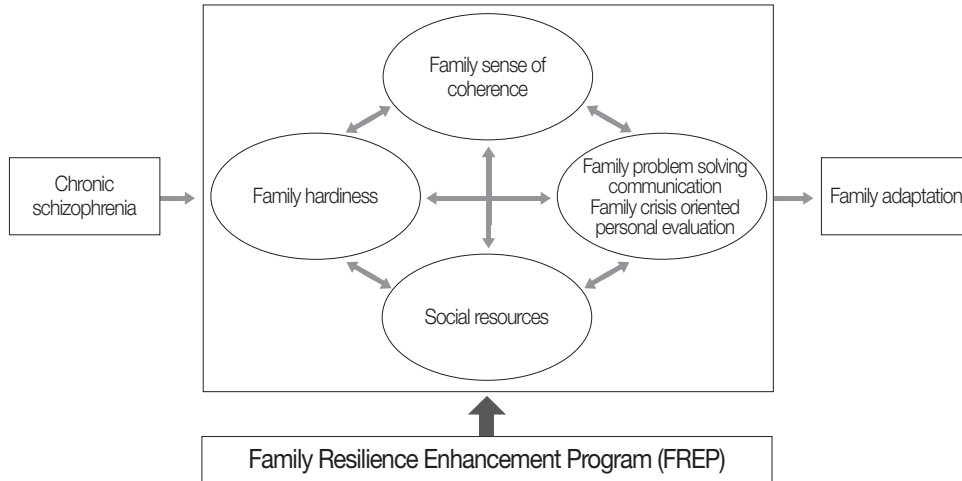 Family sense of
coherence
Chronic
schizophrenia
Family hardiness
Family problem solving
communication
Family crisis oriented
personal evaluation
Family adaptation
Social resources
Family Resilience Enhancement Program (FREP)